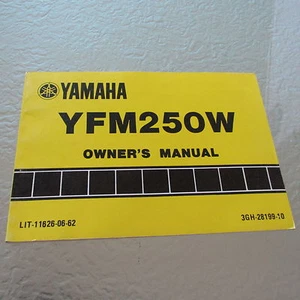 YAMAHA
YFM250W
OWNER'S MANUAL
LIT-11626-06-62
3GH-28199-10